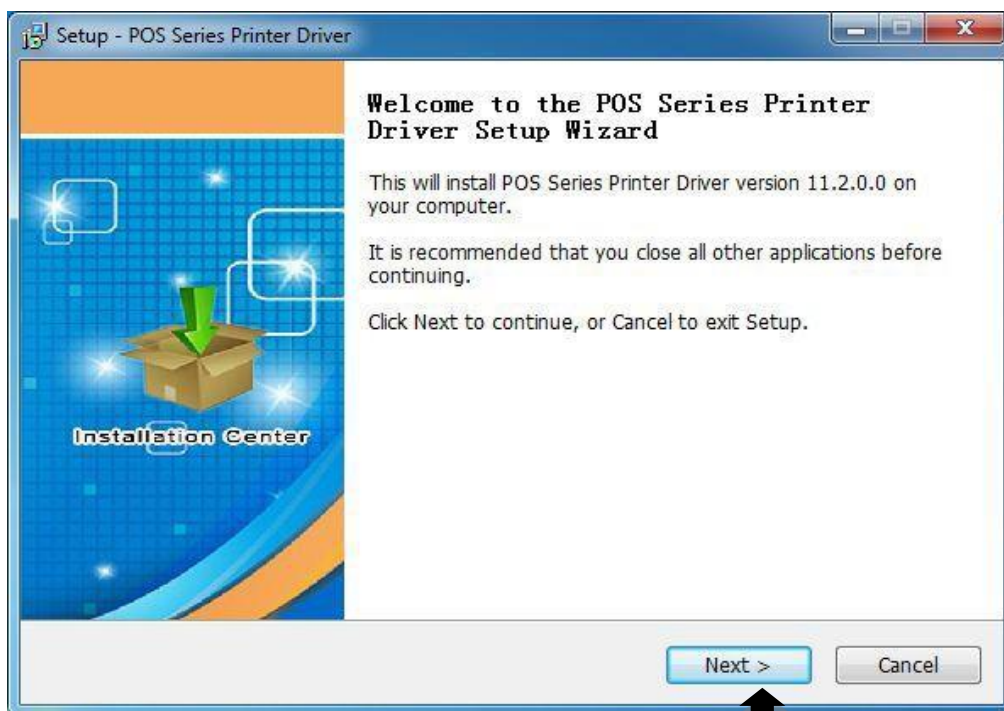 Setup - POS Series Printer Driver
Welcome to the POS Series Printer
Driver Setup Wizard
This will install POS Series Printer Driver version 11.2.0.0 on
your computer.
It is recommended that you close all other applications before
continuing.
Click Next to continue, or Cancel to exit Setup.
Installation Center
Next >
Cancel